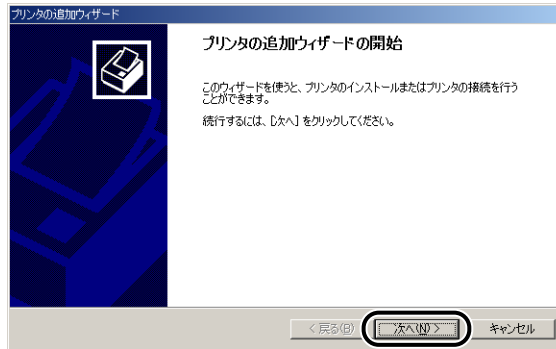 プリンタの追加ウィザード
プリンタの追加ウィザードの開始
このウィザードを使うと、プリンタのインストールまたはプリンタの接続を行う
ことができます。
続行するには、[次へ] をクリックしてください。
< 戻る(B)
次へ(N) >
キャンセル